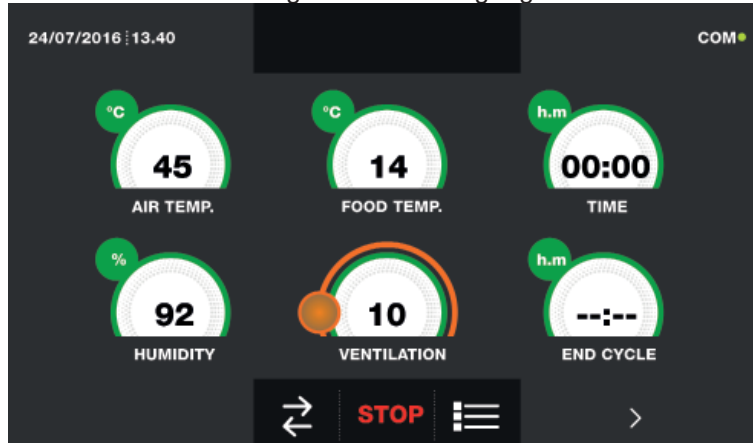 24/07/2016 13.40
COM
°C
45
AIR TEMP.
°C
14
FOOD TEMP.
h.m
00:00
TIME
%
92
HUMIDITY
10
VENTILATION
h.m
--:--
END CYCLE
STOP